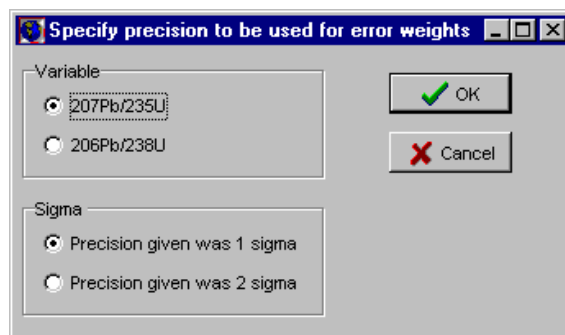 Specify precision to be used for error weights
Variable
207Pb/235U
206Pb/238U
OK
Cancel
Sigma
Precision given was 1 sigma
Precision given was 2 sigma